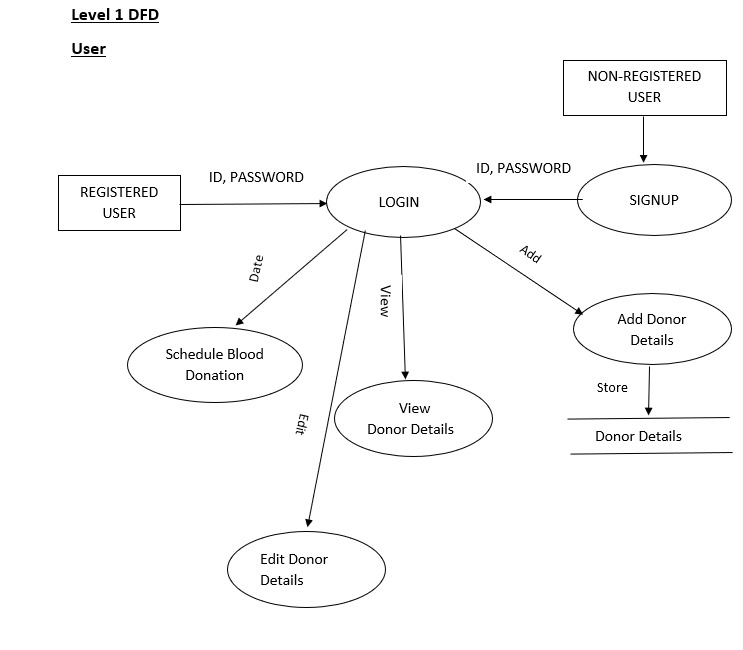 Level 1 DFD
User
NON-REGISTERED
USER
ID, PASSWORD
ID, PASSWORD
REGISTERED
USER
LOGIN
SIGNUP
Date
View
Add
Add Donor
Details
Schedule Blood
Donation
Store
Edit
View
Donor Details
Donor Details
Edit Donor
Details